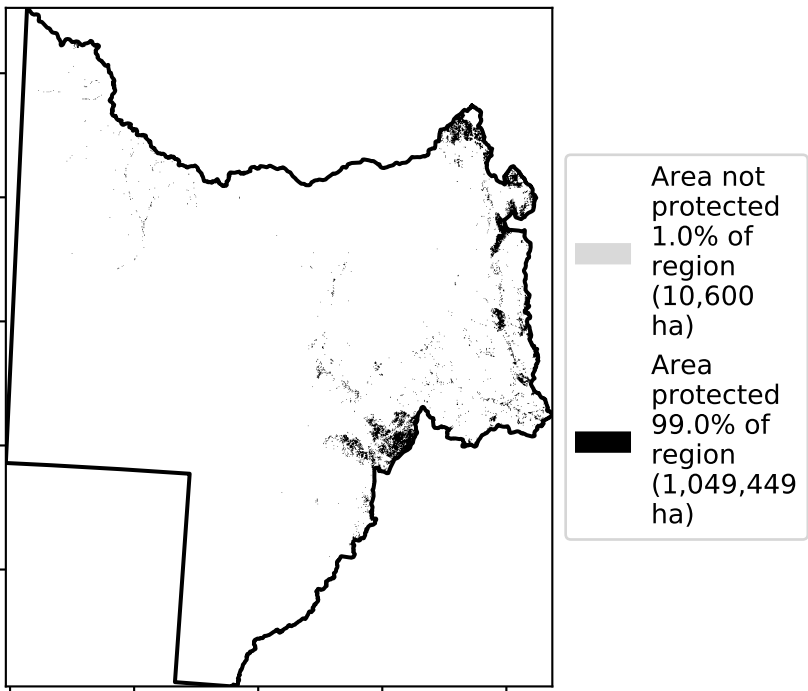 Area not
protected
1.0% of
region
(10,600
ha)
Area
protected
99.0% of
region
(1,049,449
ha)